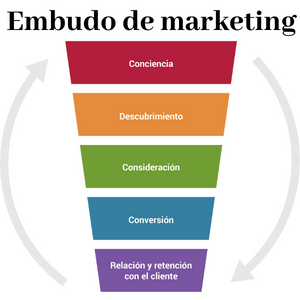 Embudo de marketing
Conciencia
Descubrimiento
Consideración
Conversión
Relación y retención
con el cliente